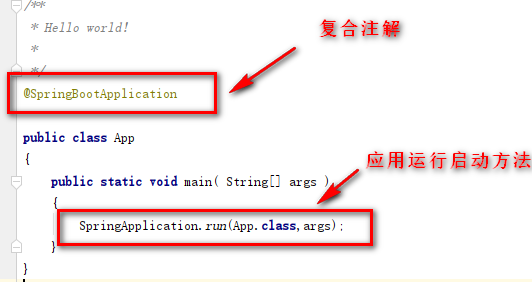 /**
* Hello world!
复合注解
*
*/
@SpringBootApplication
public class App
应用运行启动方法
{
public static void main( String[] args )
{
SpringApplication.run(App.class,args);
}
}